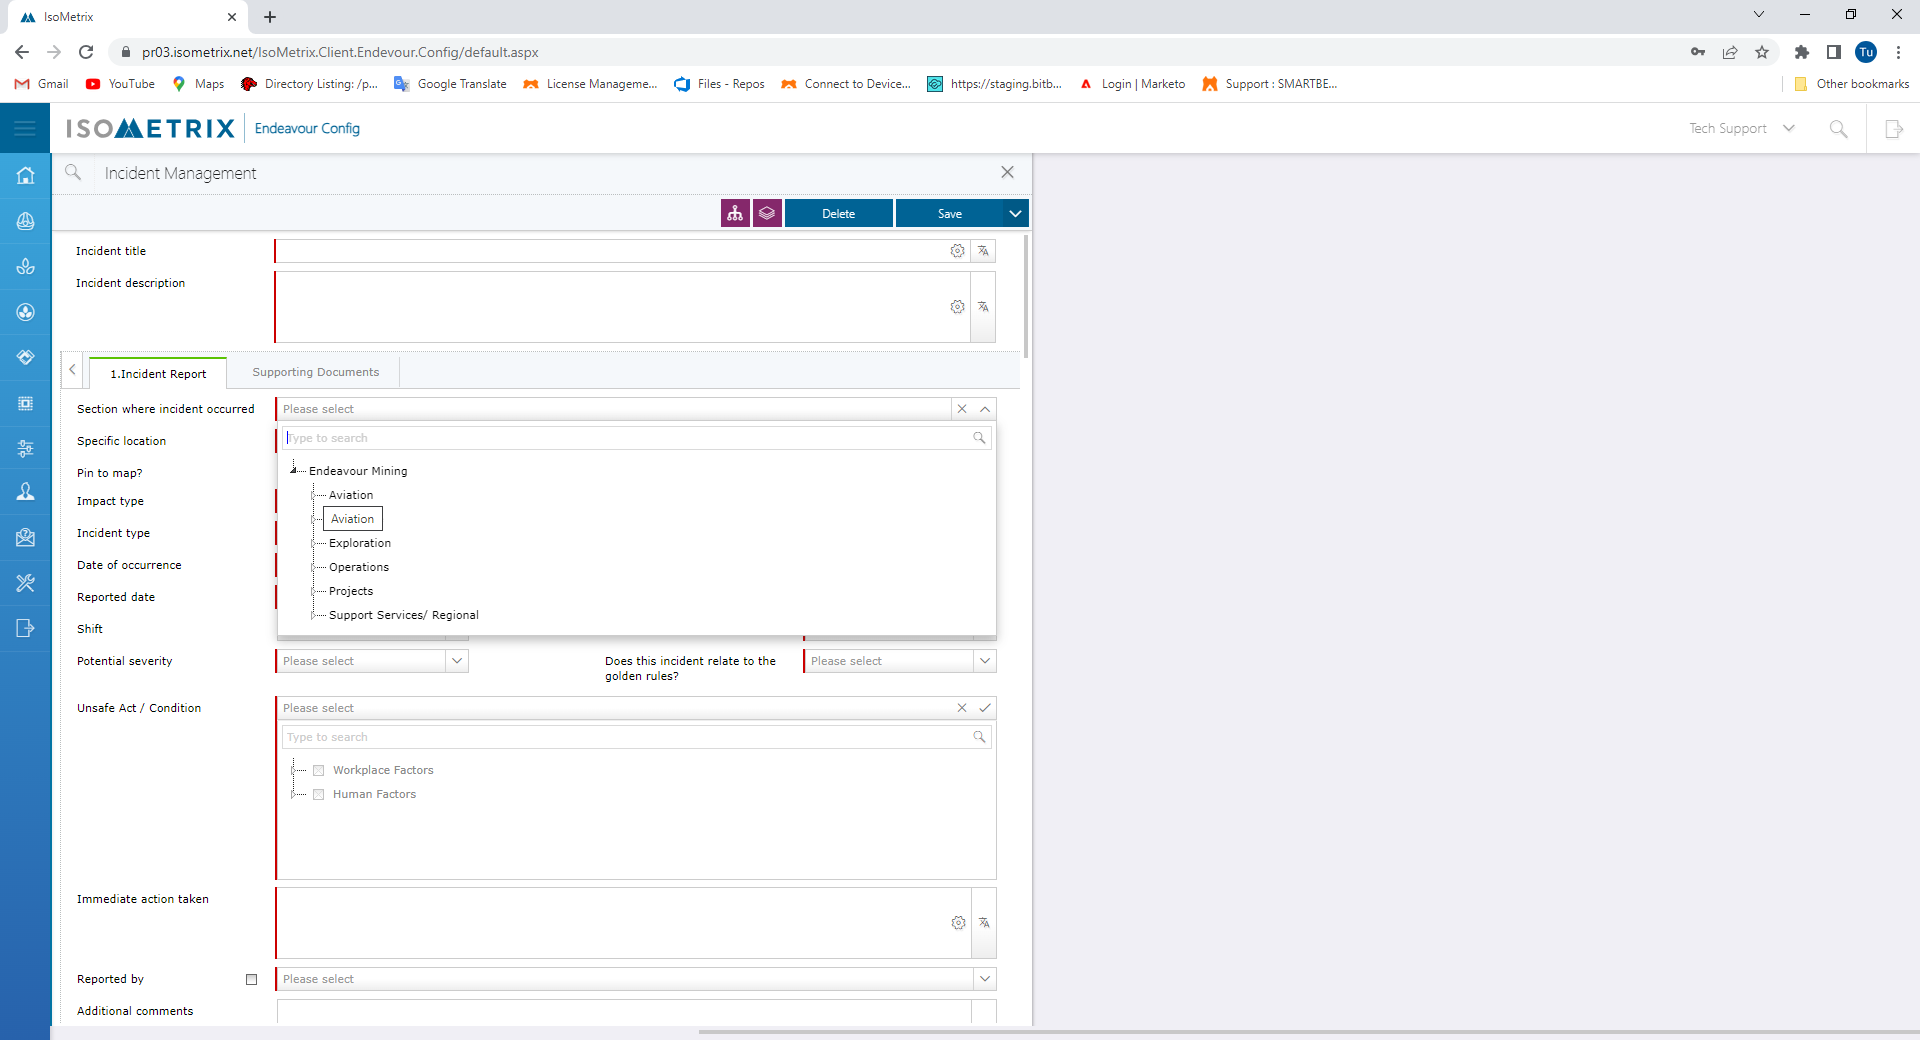 IsoMetrix
pr03.isometrix.net/IsoMetrix.Client.Endevour.Config/default.aspx
Tu
Gmail YouTube Maps Directory Listing: /p... Google Translate License Manageme... Files - Repos Connect to Device... https://staging.bitb... Login | Marketo Support : SMARTBE... Other bookmarks
ISOMETRIX Endeavour Config Tech Support
Incident Management
Delete Save
Incident title
Incident description
1.Incident Report Supporting Documents
Section where incident occurred Please select
Type to search
Specific location
Endeavour Mining
Pin to map?
Aviation
Impact type
Aviation
Incident type
Exploration
Date of occurrence
Operations
Reported date
Projects
Support Services/ Regional
Shift
Potential severity Please select Does this incident relate to the golden rules? Please select
Unsafe Act / Condition Please select
Type to search
Workplace Factors
Human Factors
Immediate action taken
Reported by Please select
Additional comments